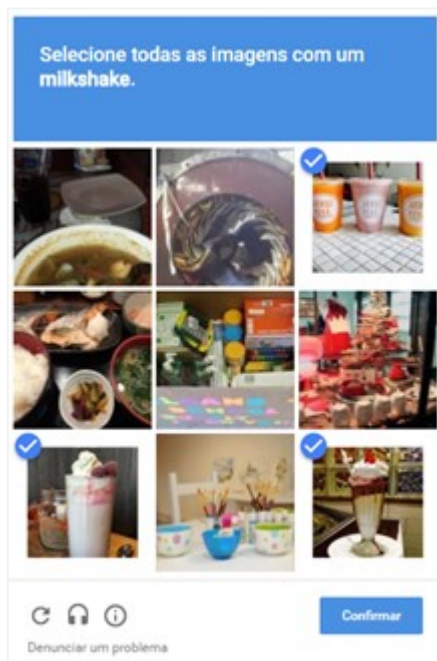 Selecione todas as imagens com um
milkshake.
Confirmar
Denunciar um problema